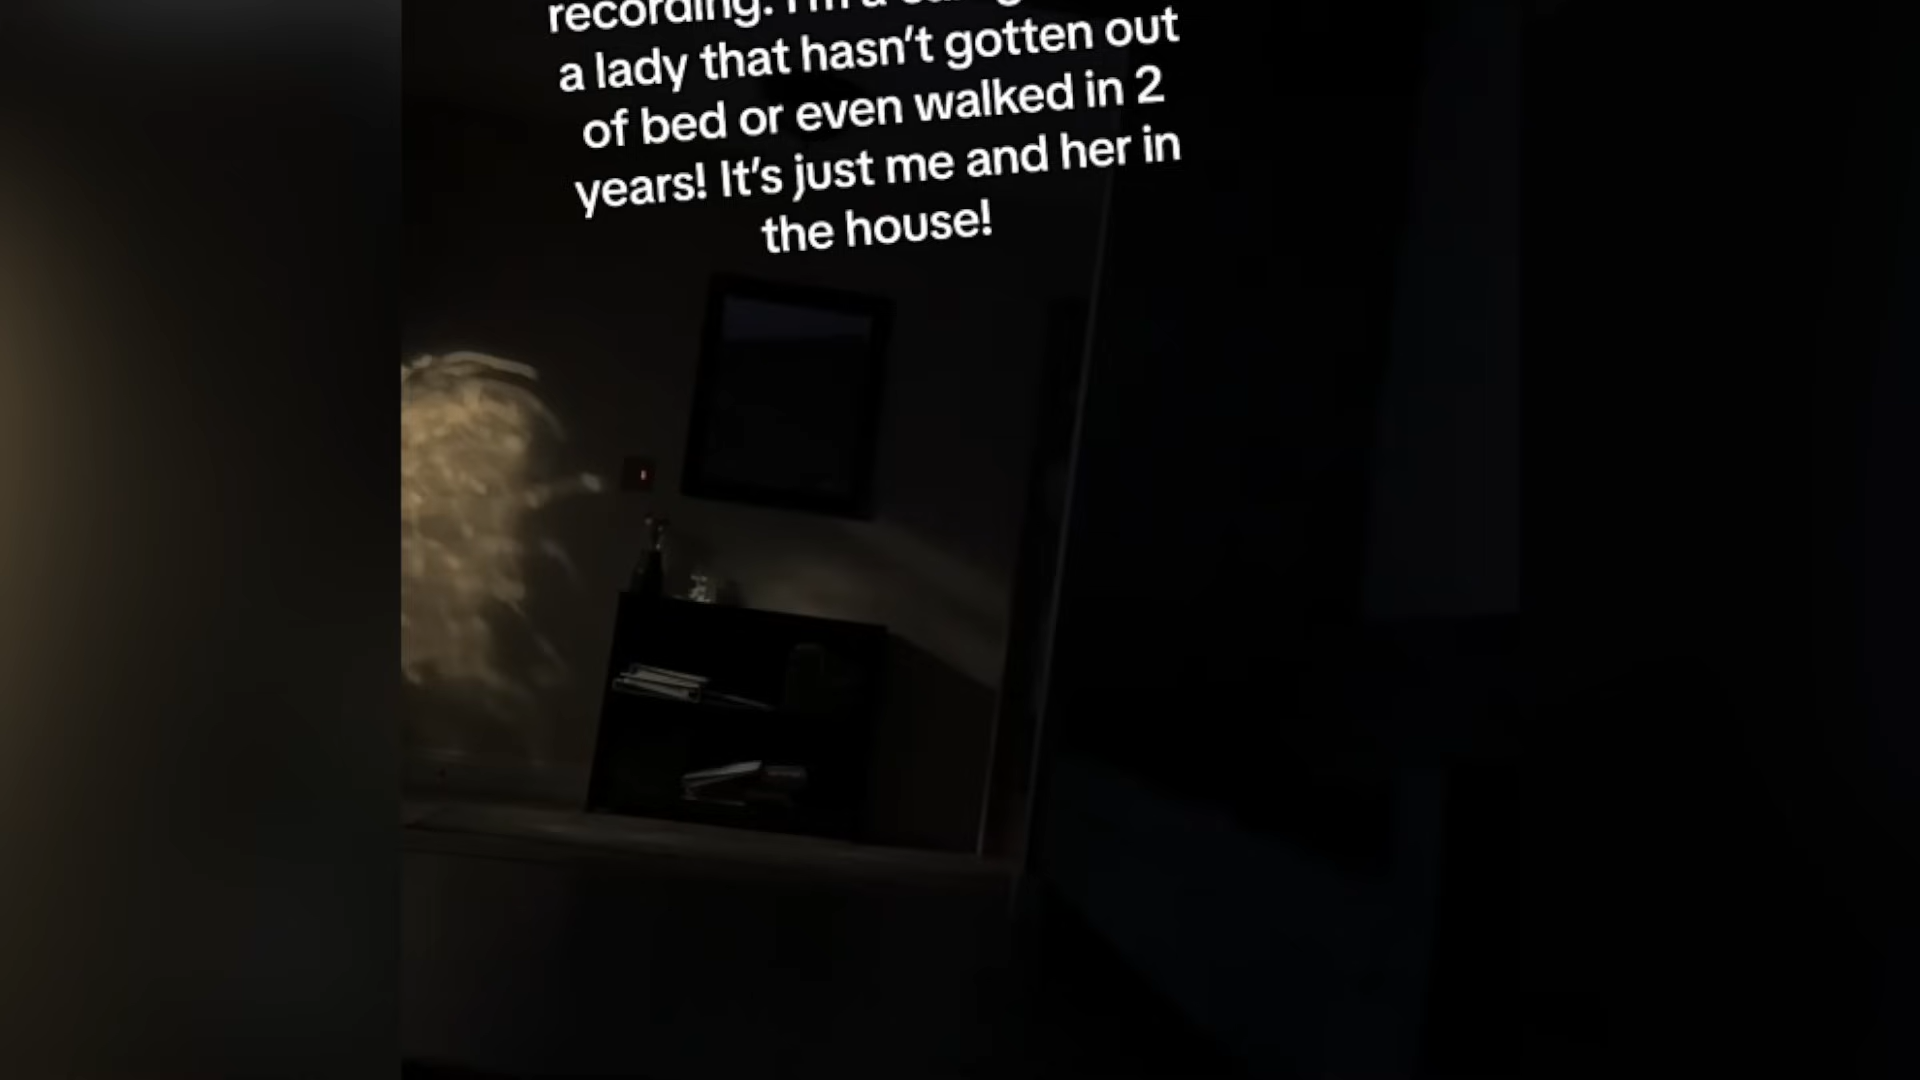 recording. I'm a
a lady that hasn't gotten out
of bed or even walked in 2
years! It's just me and her in
the house!